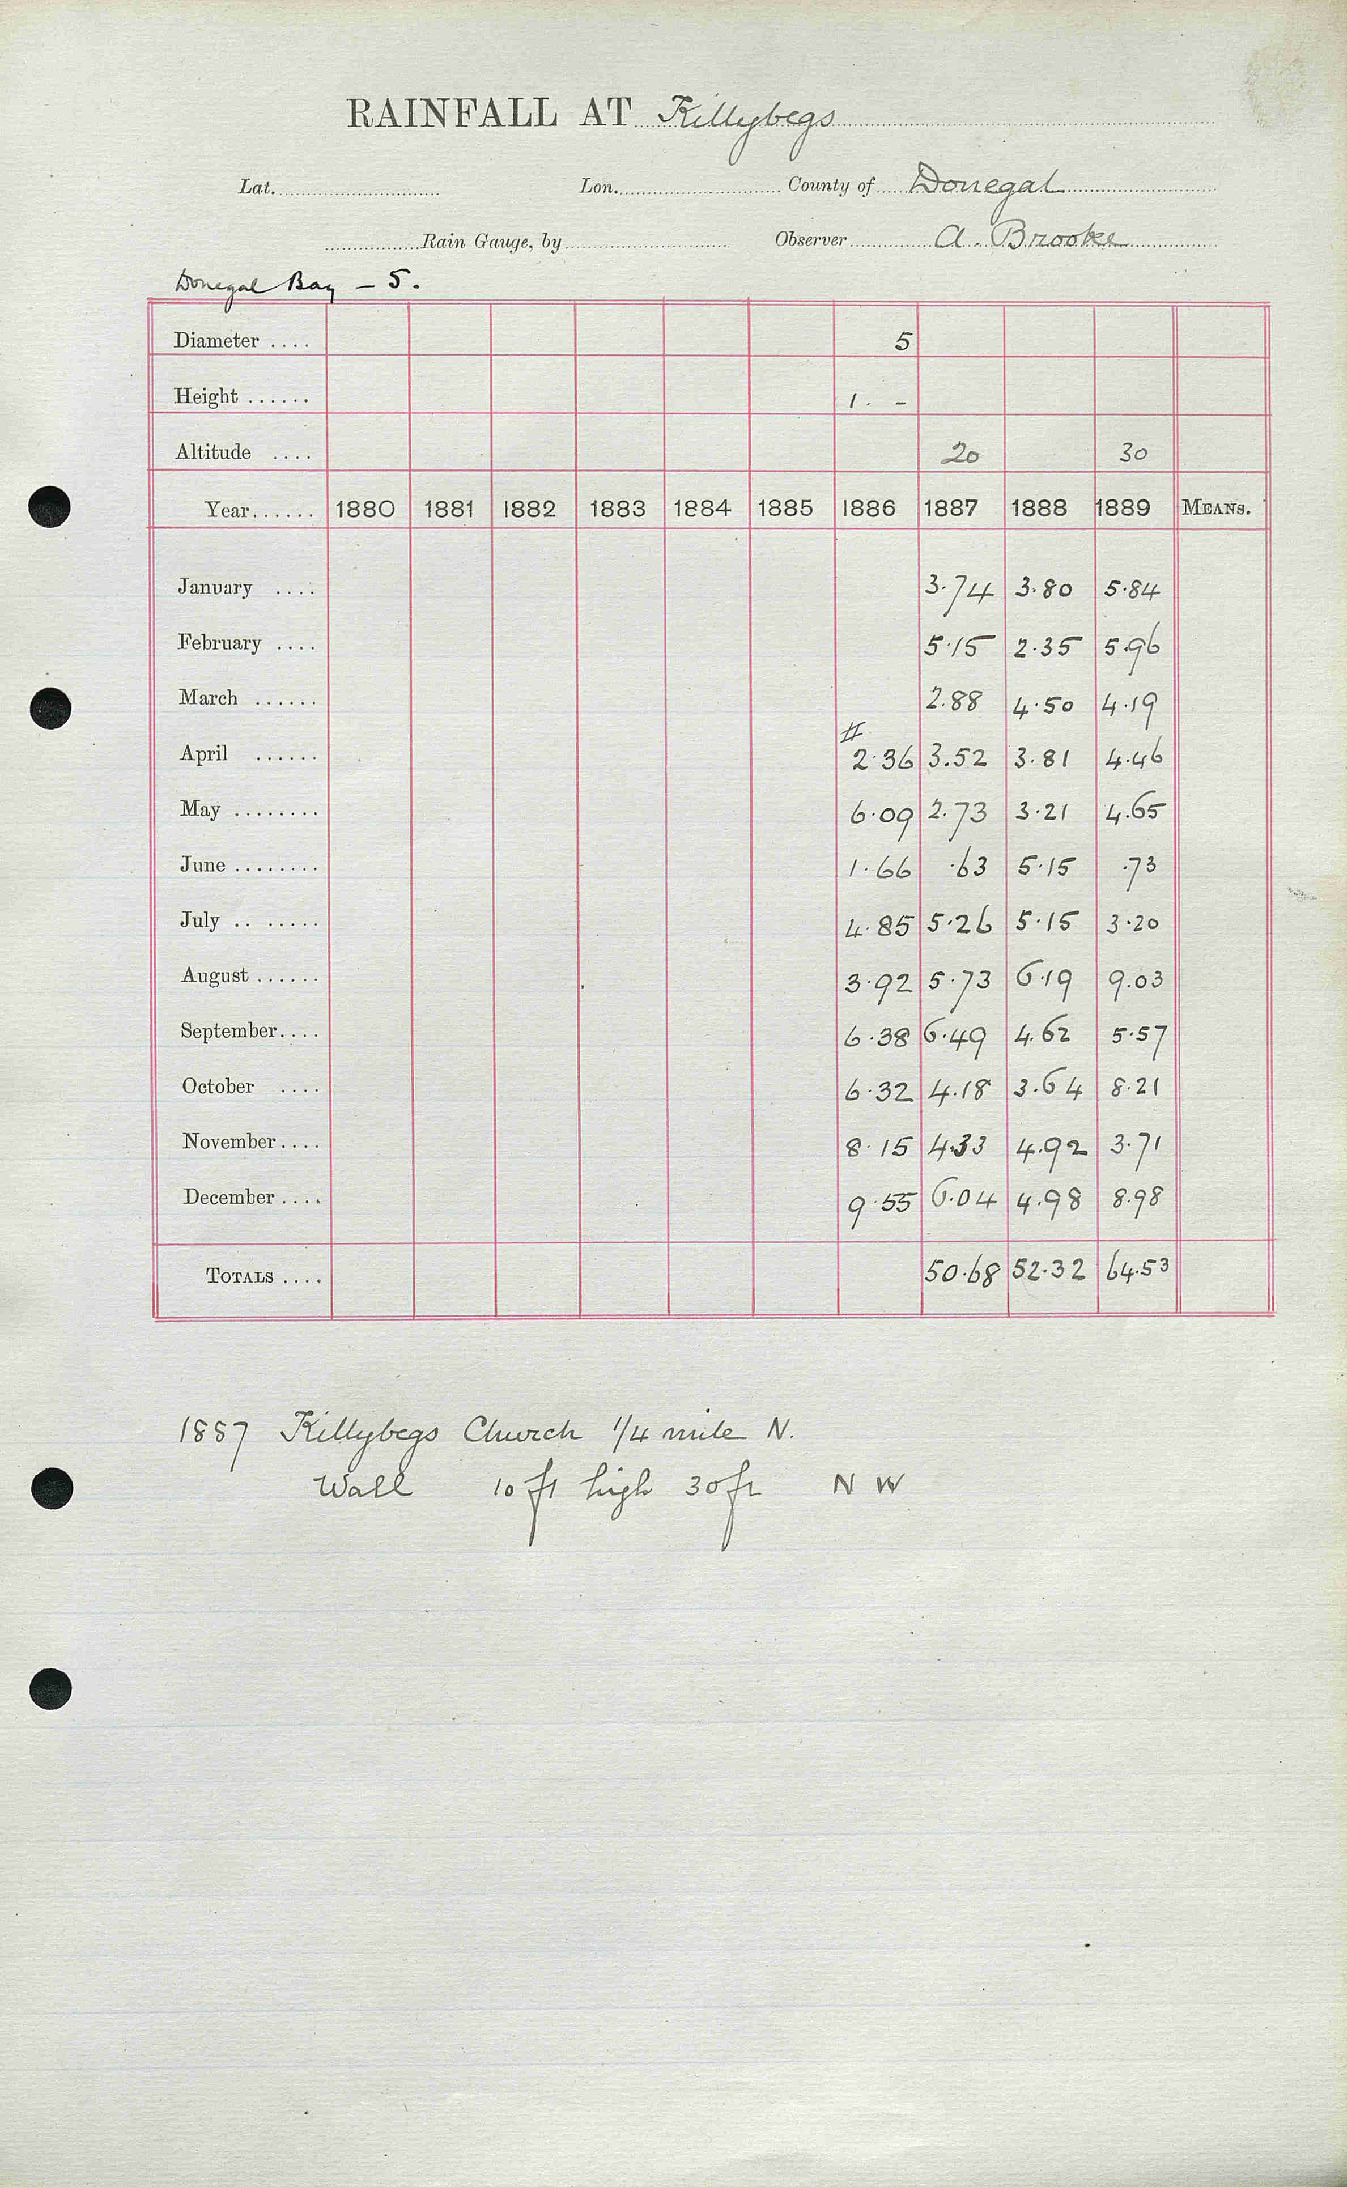 RAINFALL AT Killybegs
Lat. Lon. County of Donegal
Rain Gauge, by Observer A. Brooke
Donegal Bay – 5.
Diameter .... 5
Height ...... 1 . –
Altitude .... 20 30
Year...... 1880 1881 1882 1883 1884 1885 1886 1887 1888 1889 MEANS.
January .... 3.74 3.80 5.84
February .... 5.15 2.35 5.96
March ...... 2.88 4.50 4.19
#
April ...... 2.36 3.52 3.81 4.46
May ........ 6.09 2.73 3.21 4.65
June ........ 1.66 .63 5.15 .73
July .. ...... 4.85 5.26 5.15 3.20
August ...... 3.92 5.73 6.19 9.03
September.... 6.38 6.49 4.62 5.57
October .... 6.32 4.18 3.64 8.21
November.... 8.15 4.33 4.92 3.71
December .... 9.55 6.04 4.98 8.98
TOTALS .... 50.68 52.32 64.53
1887 Killybegs Church 1/4 mile N.
Wall 10 ft high 30 ft N W